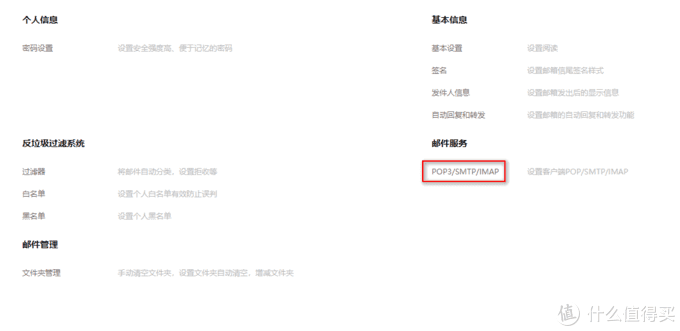 个人信息
密码设置 设置安全强度高、便于记忆的密码
基本信息
基本设置 设置阅读
签名 设置邮箱信尾签名样式
发件人信息 设置邮箱发出后的显示信息
自动回复和转发 设置邮箱的自动回复和转发功能
反垃圾过滤系统
过滤器 将邮件自动分类、设置拒收等
白名单 设置个人白名单有效防止误判
黑名单 设置个人黑名单
邮件服务
POP3/SMTP/IMAP 设置客户端POP/SMTP/IMAP
邮件管理
文件夹管理 手动清空文件夹、设置文件夹自动清空、增减文件夹
值 什么值得买